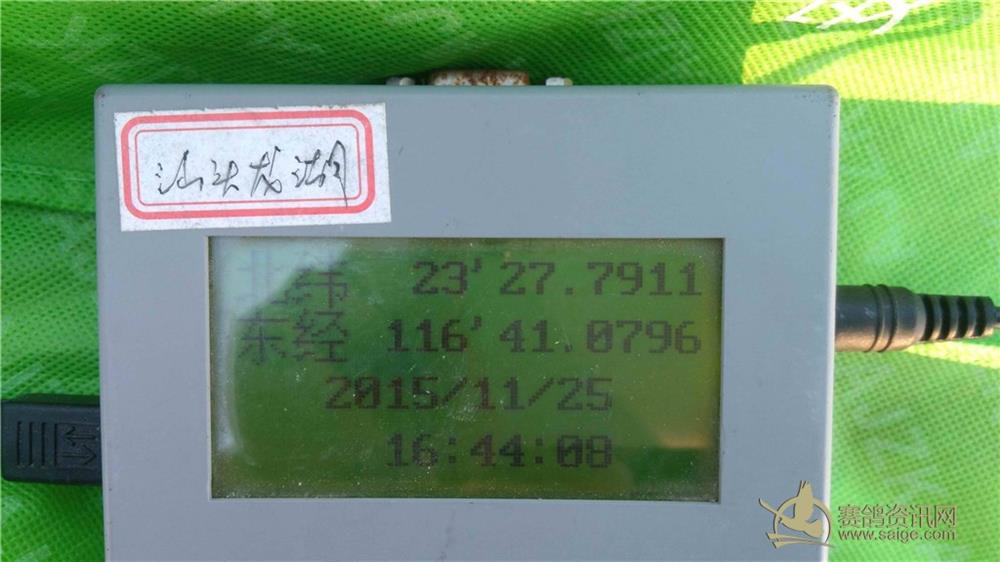 汕头龙湖
北纬 23'27.7911
东经 116'41.0796
2015/11/25
16:44:08
赛鸽资讯网
www.saige.com